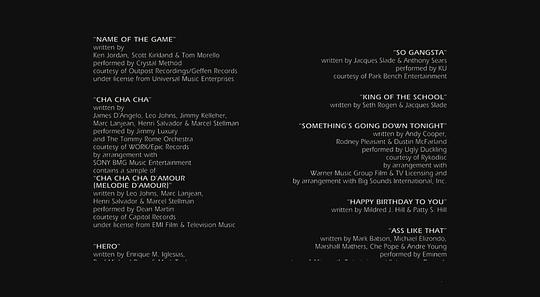 "NAME OF THE GAME"
written by
Ken Jordan, Scott Kirkland & Tom Morello
performed by Crystal Method
courtesy of Outpost Recordings/Geffen Records
under license from Universal Music Enterprises
"CHA CHA CHA"
written by
James D'Angelo, Leo Johns, Jimmy Kelleher,
Marc Lanjean, Henri Salvador & Marcel Stellman
performed by Jimmy Luxury
and The Tommy Rome Orchestra
courtesy of WORK/Epic Records
by arrangement with
SONY BMG Music Entertainment
contains a sample of
"CHA CHA CHA D'AMOUR
(MELODIE D'AMOUR)"
written by Leo Johns, Marc Lanjean,
Henri Salvador & Marcel Stellman
performed by Dean Martin
courtesy of Capitol Records
under license from EMI Film & Television Music
"HERO"
written by Enrique M. Iglesias,
"SO GANGSTA"
written by Jacques Slade & Anthony Sears
performed by KU
courtesy of Park Bench Entertainment
"KING OF THE SCHOOL"
written by Seth Rogen & Jacques Slade
"SOMETHING'S GOING DOWN TONIGHT"
written by Andy Cooper,
Rodney Pleasant & Dustin McFarland
performed by Ugly Duckling
courtesy of Rykodisc
by arrangement with
Warner Music Group Film & TV Licensing and
by arrangement with Big Sounds International, Inc.
"HAPPY BIRTHDAY TO YOU"
written by Mildred J. Hill & Patty S. Hill
"ASS LIKE THAT"
written by Mark Batson, Michael Elizondo,
Marshall Mathers, Che Pope & Andre Young
performed by Eminem